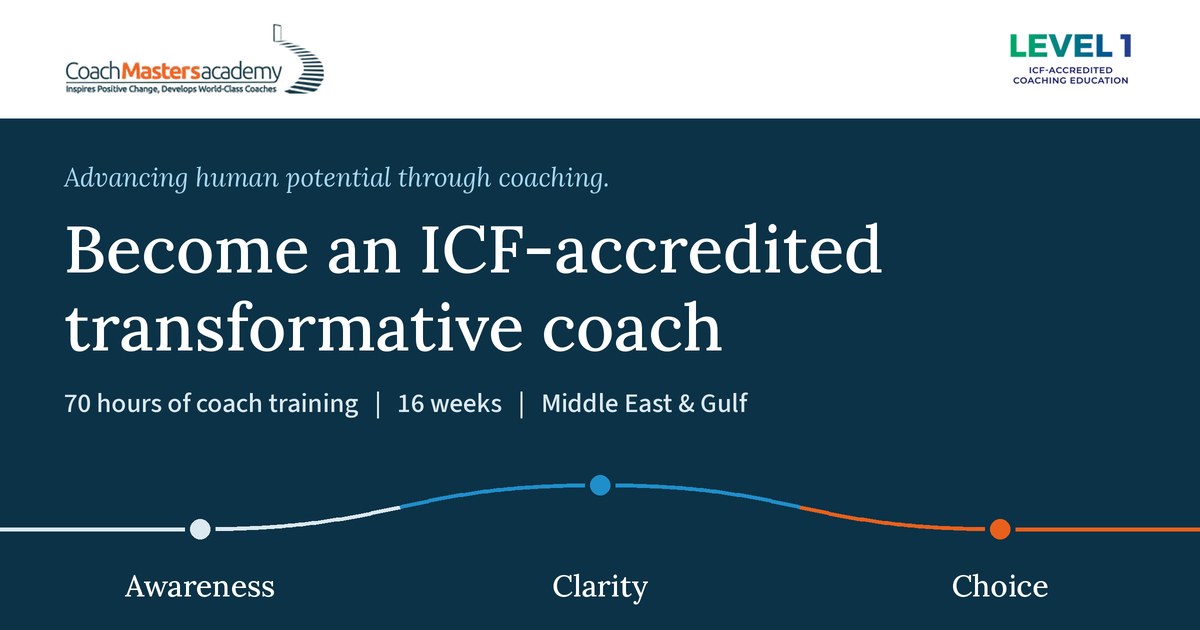 CoachMastersacademy
Inspires Positive Change, Develops World-Class Coaches
LEVEL 1
ICF-ACCREDITED
COACHING EDUCATION
Advancing human potential through coaching.
Become an ICF-accredited
transformative coach
70 hours of coach training | 16 weeks | Middle East & Gulf
Awareness
Clarity
Choice